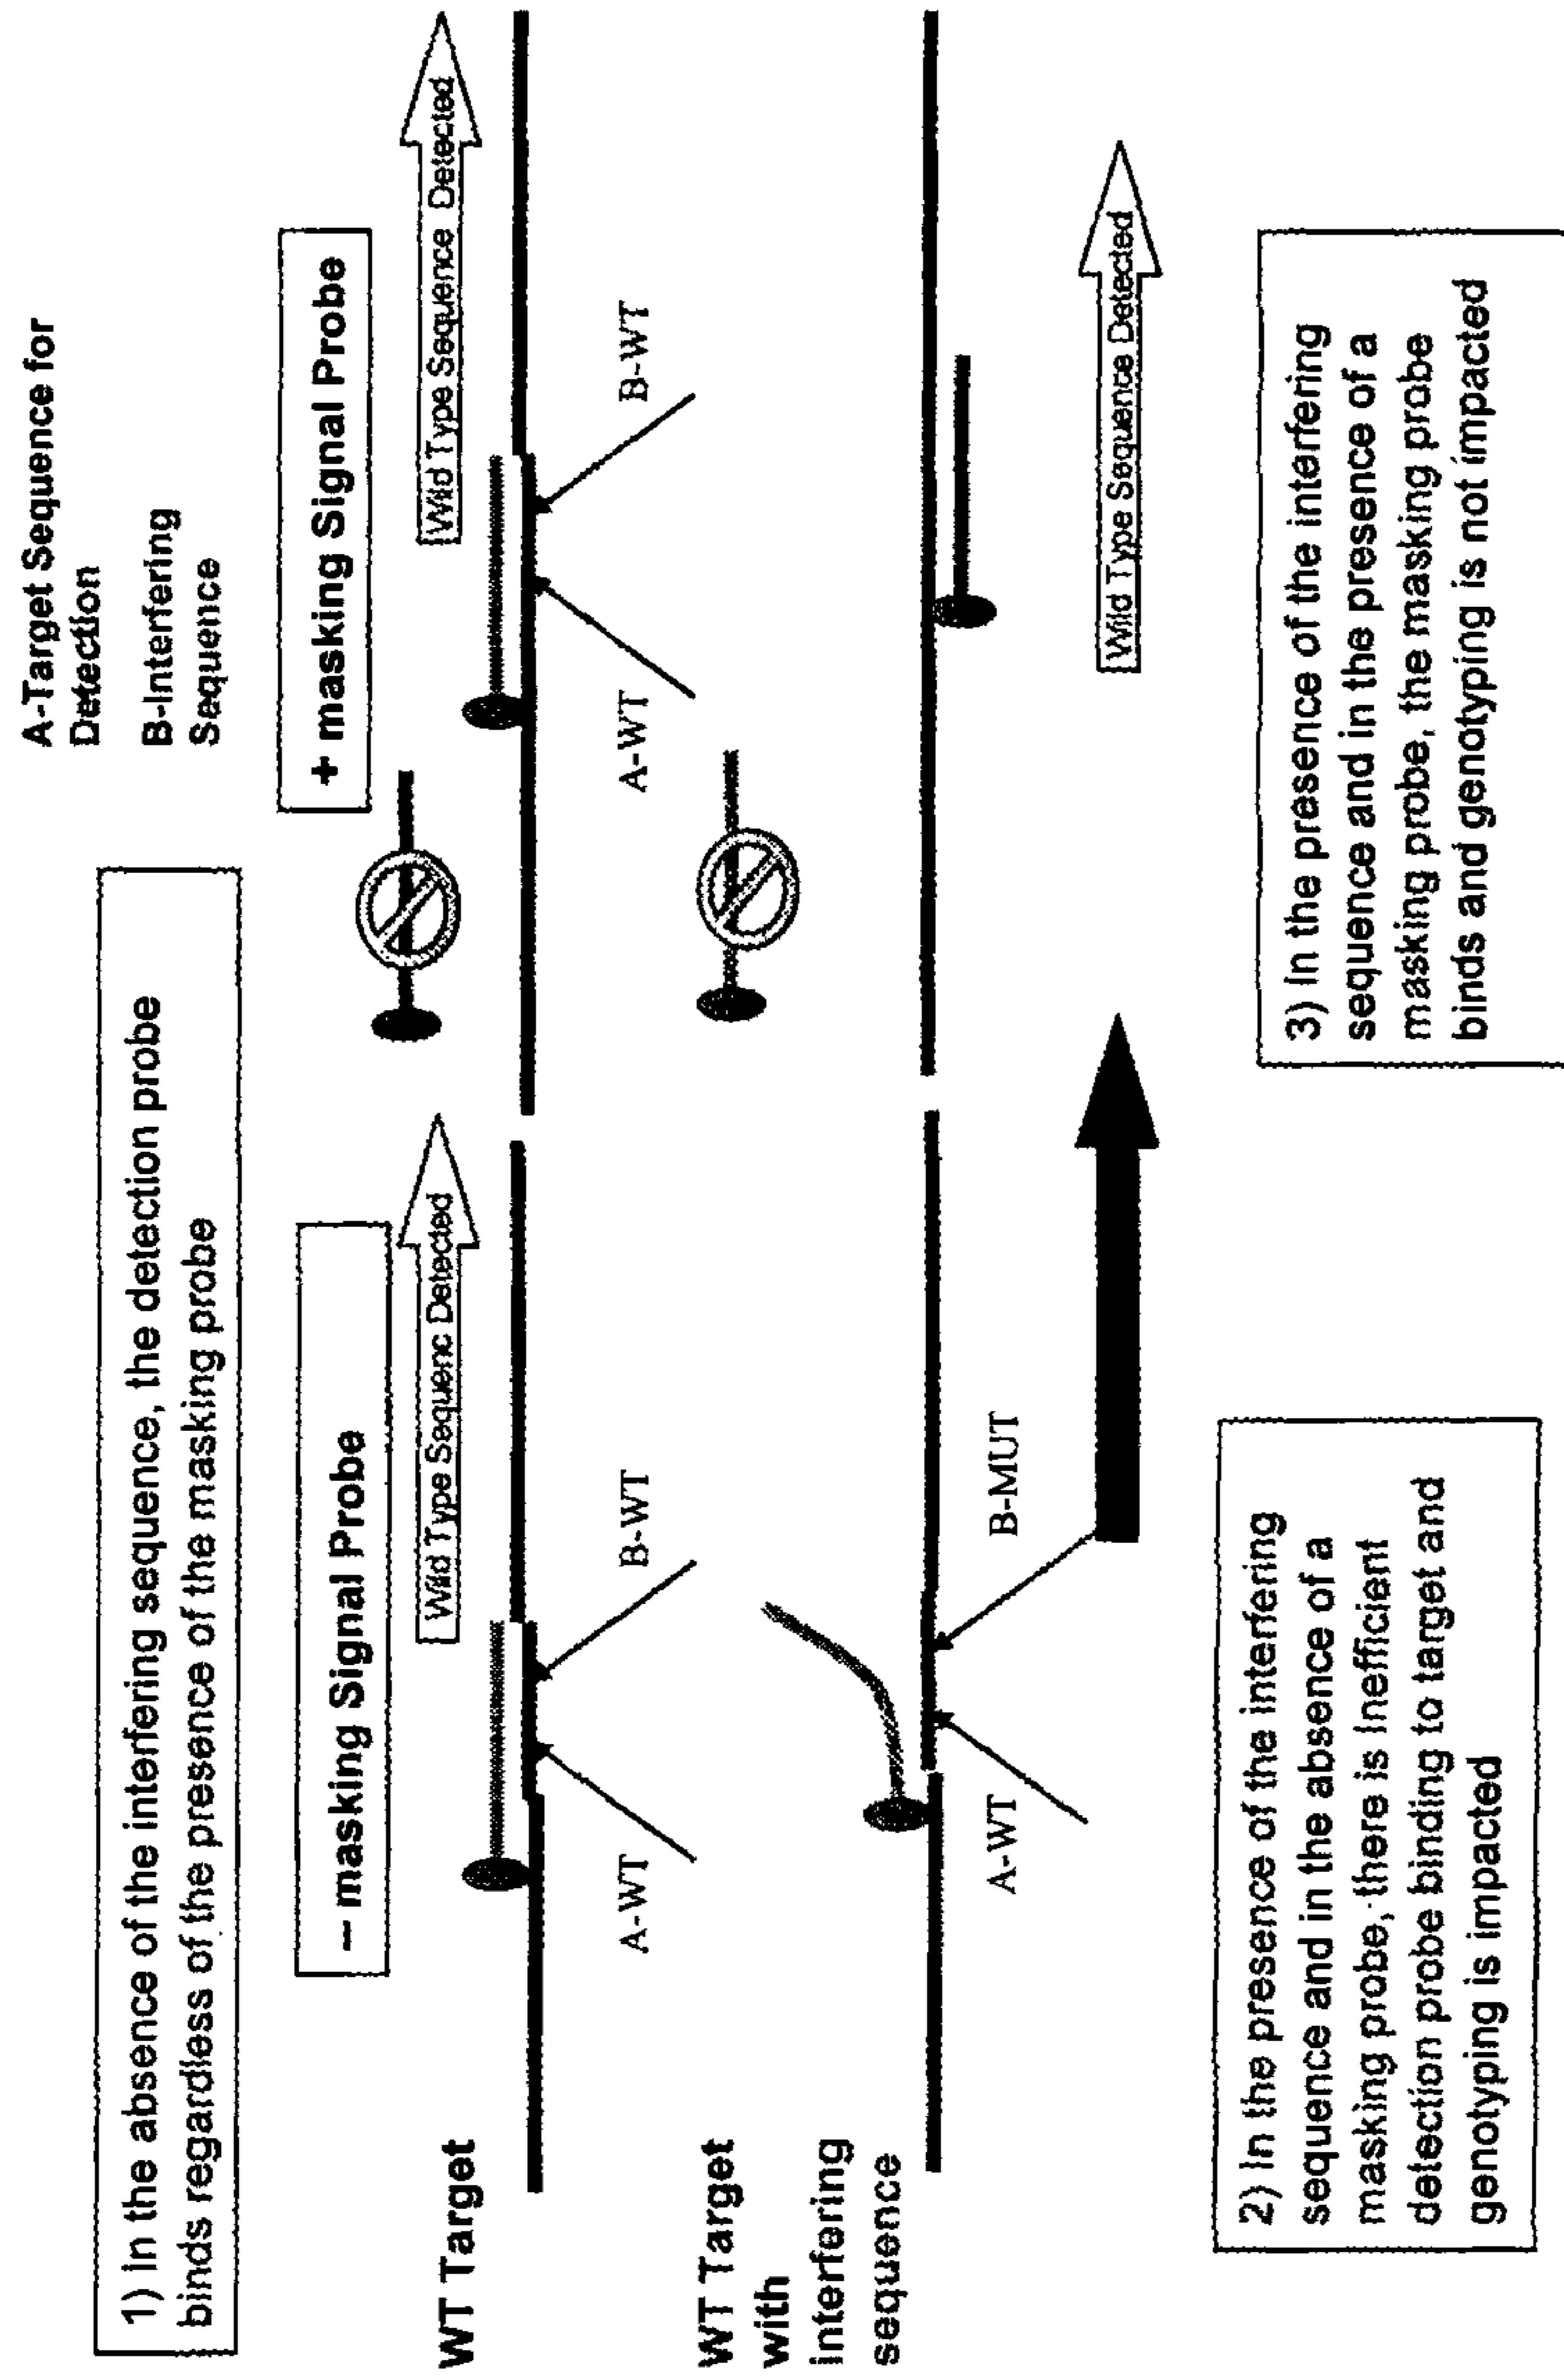 A-Target Sequence for
Detection
B-Interfering
Sequence
1) In the absence of the interfering sequence, the detection probe
binds regardless of the presence of the masking probe
– masking Signal Probe
+ masking Signal Probe
WT Target
Wild Type Sequenc Detected
Wild Type Sequence Detected
A-WT
B-WT
A-WT
B-WT
WT Target
with
interfering
sequence
A-WT
B-MUT
Wild Type Sequence Detected
2) In the presence of the interfering
sequence and in the absence of a
masking probe, there is inefficient
detection probe binding to target and
genotyping is impacted
3) In the presence of the interfering
sequence and in the presence of a
masking probe, the masking probe
binds and genotyping is not impacted